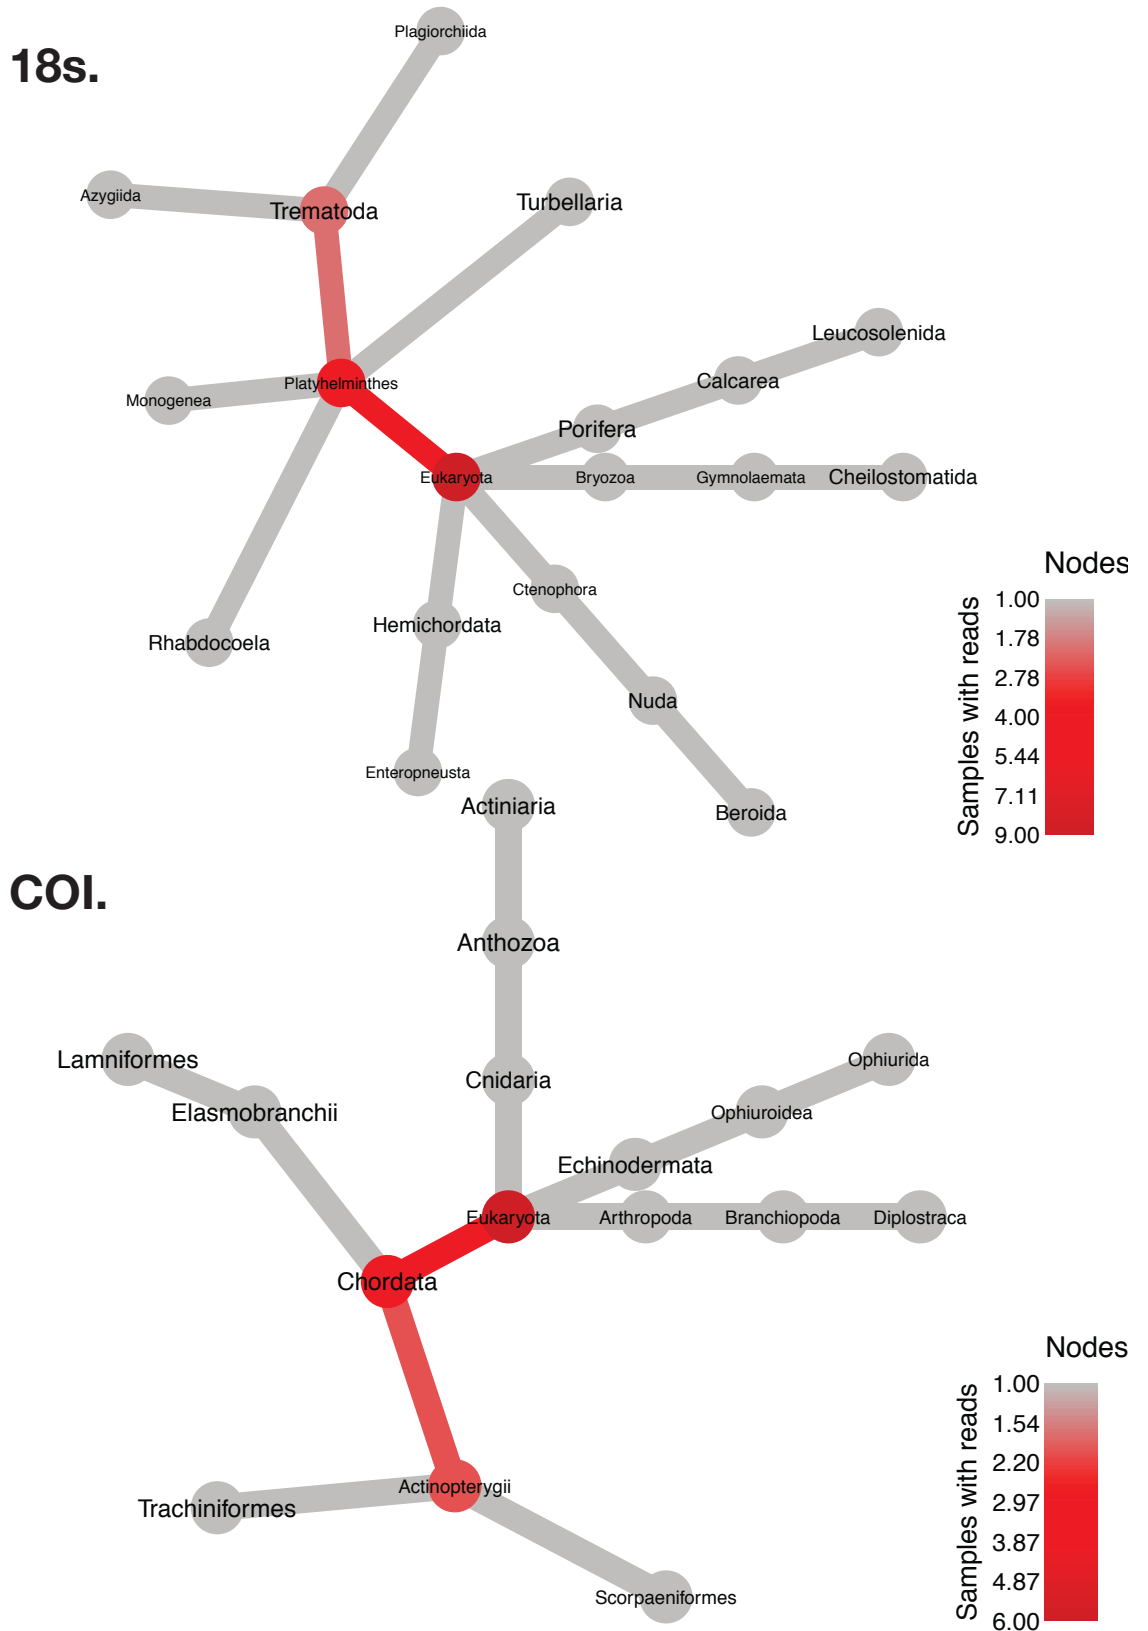 18s.
Plagiorchiida
Azygiida
Trematoda
Turbellaria
Leucosolenida
Calcarea
Platyhelminthes
Monogenea
Porifera
Eukaryota
Bryozoa
Gymnolaemata
Cheilostomatida
Ctenophora
Hemichordata
Rhabdocoela
Nuda
Enteropneusta
Beroida
Nodes
Samples with reads
1.00
1.78
2.78
4.00
5.44
7.11
9.00
COI.
Actiniaria
Anthozoa
Lamniformes
Cnidaria
Ophiurida
Elasmobranchii
Ophiuroidea
Echinodermata
Eukaryota
Arthropoda
Branchiopoda
Diplostraca
Chordata
Actinopterygii
Trachiniformes
Scorpaeniformes
Nodes
Samples with reads
1.00
1.54
2.20
2.97
3.87
4.87
6.00